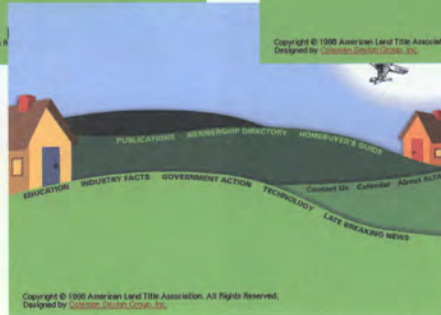 Copyright © 1998 American Land Title Associat
Designed by Coleman Design Group, Inc.
PUBLICATIONS MEMBERSHIP DIRECTORY HOMEBUYER'S GUIDE
EDUCATION INDUSTRY FACTS GOVERNMENT ACTION TECHNOLOGY LATE BREAKING NEWS
Contact Us Calendar About ALTA
Copyright © 1998 American Land Title Association. All Rights Reserved.
Designed by Coleman Design Group, Inc.